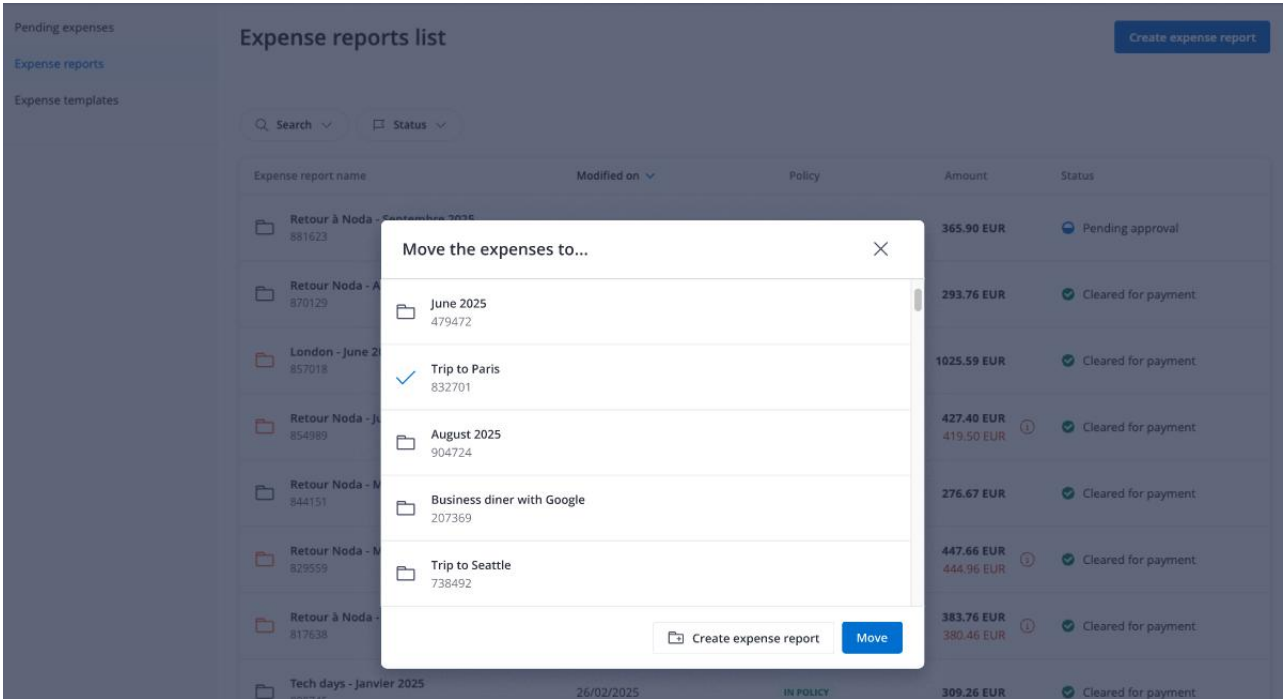 Pending expenses
Expense reports list
Create expense report
Expense reports
Expense templates
Search
Status
Expense report name
Modified on
Policy
Amount
Status
Retour à Noda - Septembre 2025
881623
365.90 EUR
Pending approval
Move the expenses to...
Retour Noda - A
870129
293.76 EUR
Cleared for payment
June 2025
479472
London - June 2
857018
1025.59 EUR
Cleared for payment
Trip to Paris
832701
Retour Noda - Ju
854989
427.40 EUR
419.50 EUR
Cleared for payment
August 2025
904724
Retour Noda - M
844151
276.67 EUR
Cleared for payment
Business diner with Google
207369
Retour Noda - M
829559
447.66 EUR
444.96 EUR
Cleared for payment
Trip to Seattle
738492
Retour à Noda -
817638
383.76 EUR
380.46 EUR
Cleared for payment
Create expense report
Move
Tech days - Janvier 2025
26/02/2025
IN POLICY
309.26 EUR
Cleared for payment